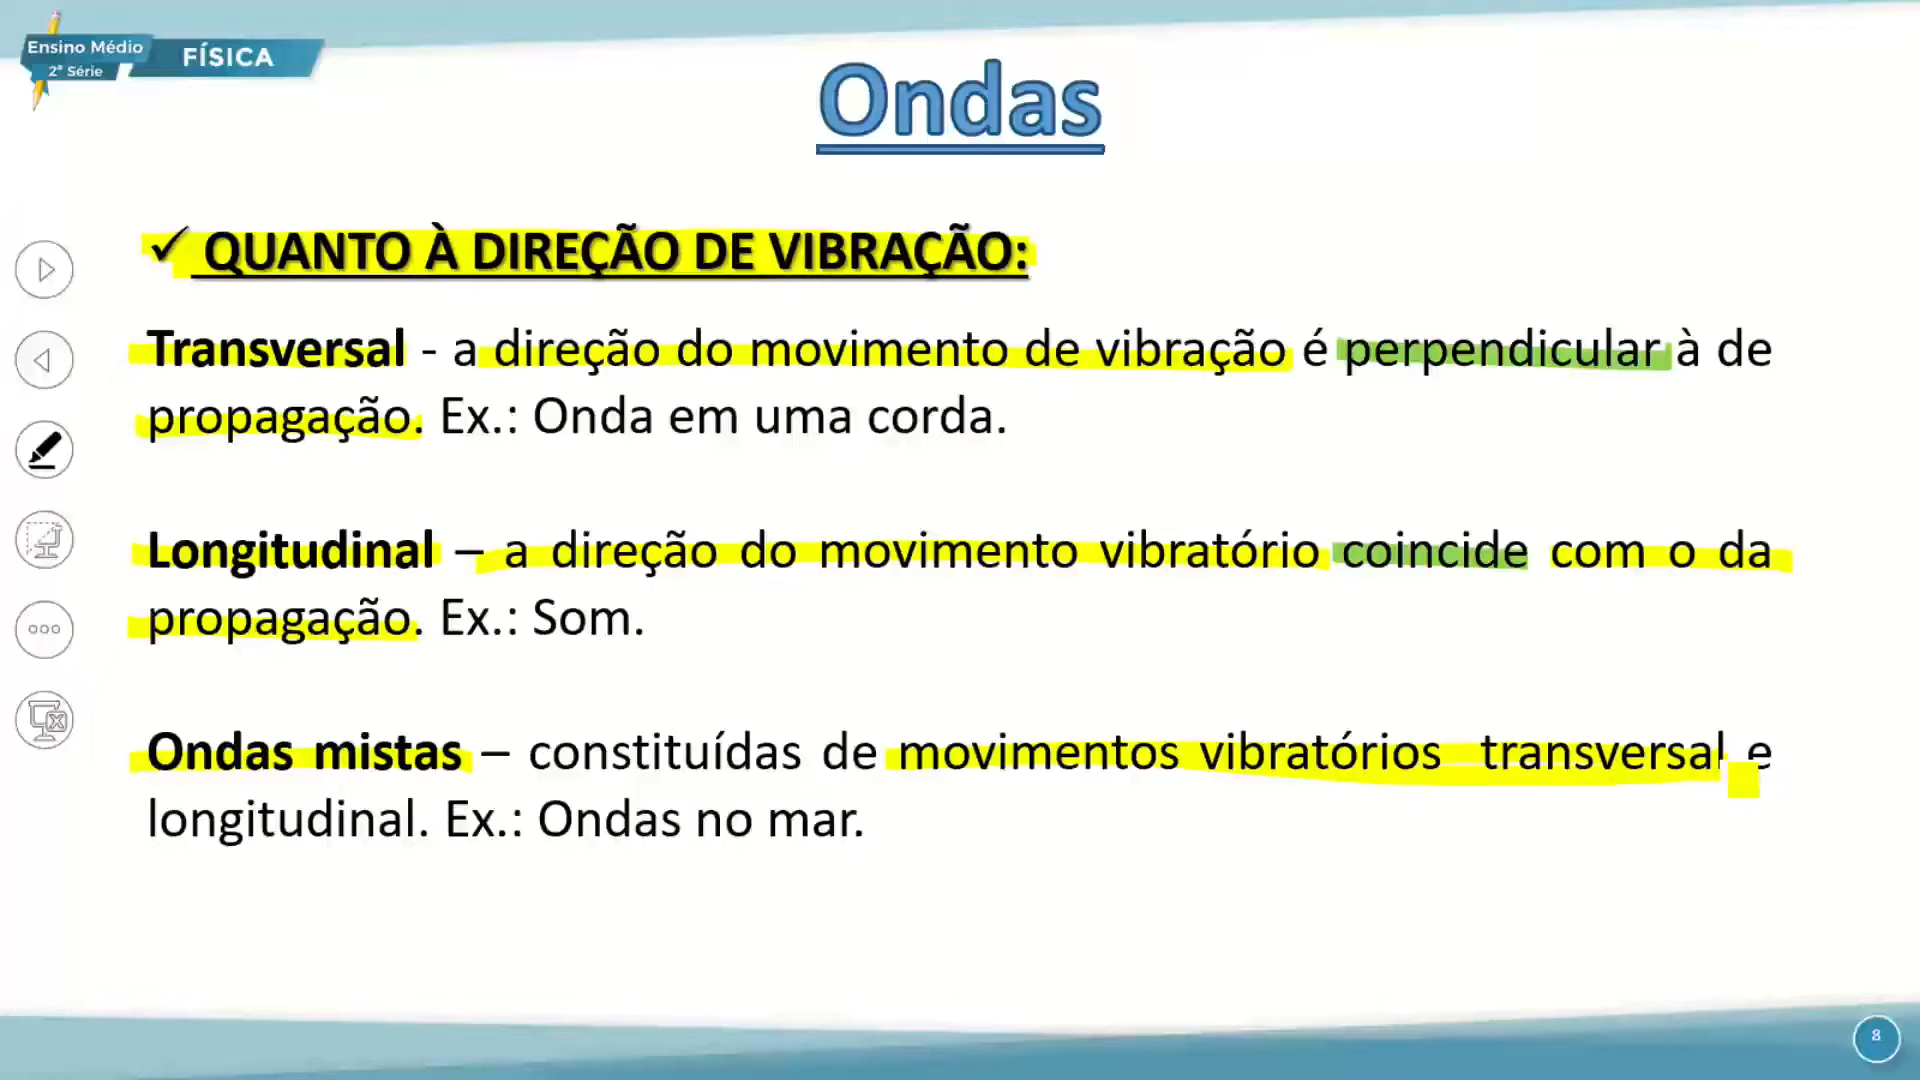 Ensino Médio
2ª Série
FÍSICA
Ondas
✓ QUANTO À DIREÇÃO DE VIBRAÇÃO:
Transversal - a direção do movimento de vibração é perpendicular à de
propagação. Ex.: Onda em uma corda.
Longitudinal – a direção do movimento vibratório coincide com o da
propagação. Ex.: Som.
Ondas mistas – constituídas de movimentos vibratórios transversal e
longitudinal. Ex.: Ondas no mar.
8